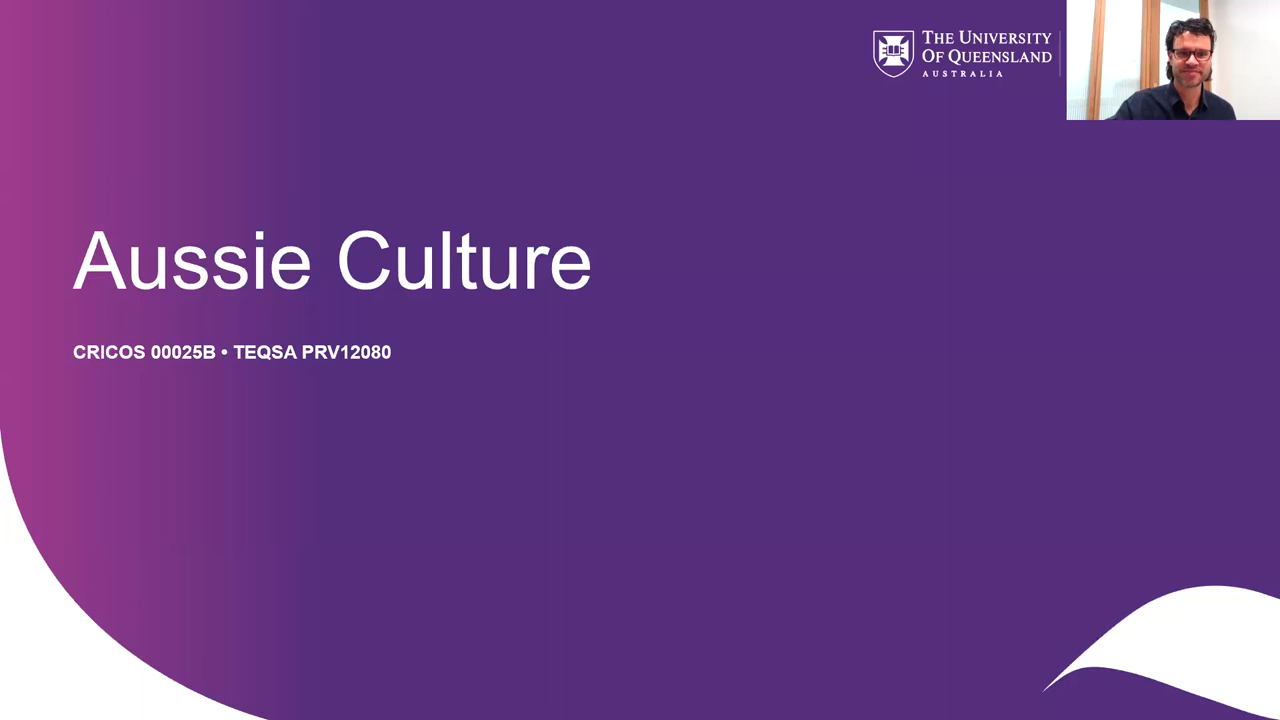 THE UNIVERSITY
OF QUEENSLAND
AUSTRALIA
Aussie Culture
CRICOS 00025B • TEQSA PRV12080